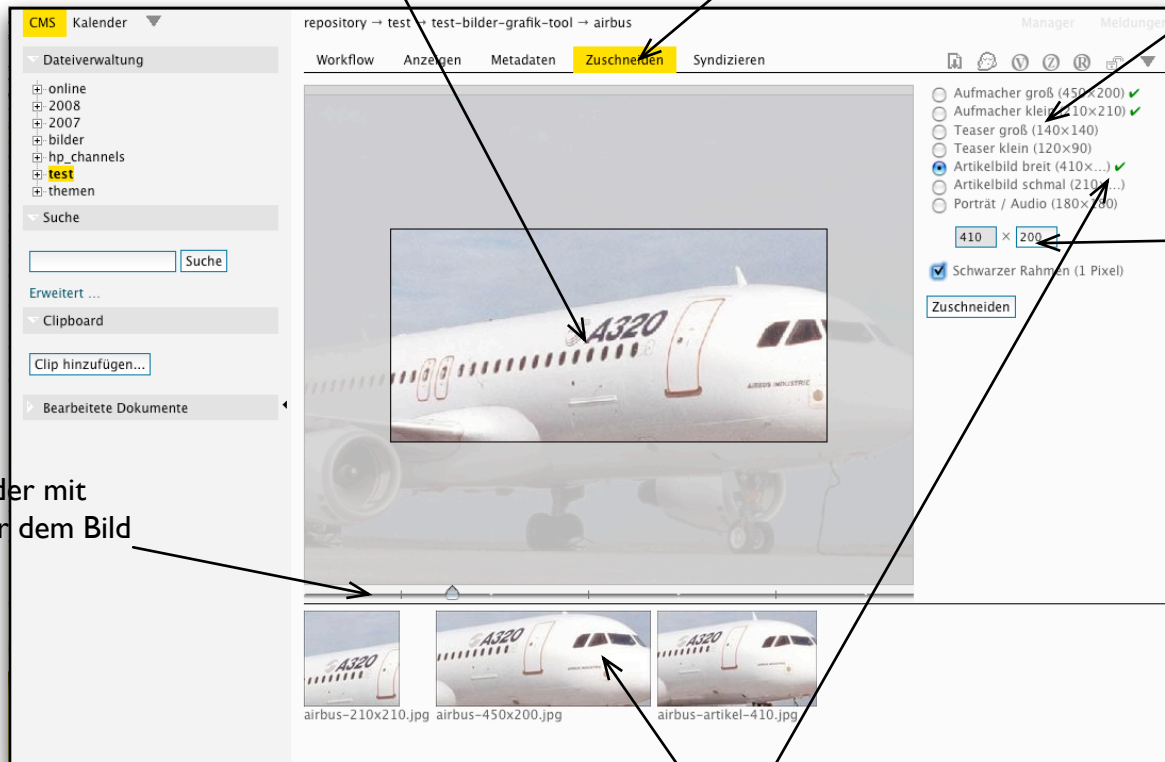 CMS Kalender
repository → test → test-bilder-grafik-tool → airbus
Manager Meldungen
Dateiverwaltung
online
2008
2007
bilder
hp_channels
test
themen
Suche
Suche
Erweitert ...
Clipboard
Clip hinzufügen...
Bearbeitete Dokumente
der mit
dem Bild
Workflow Anzeigen Metadaten Zuschneiden Syndizieren
V Z R
A320
AIRBUS INDUSTRIE
Aufmacher groß (450×200) ✔
Aufmacher klein (210×210) ✔
Teaser groß (140×140)
Teaser klein (120×90)
Artikelbild breit (410×...) ✔
Artikelbild schmal (210×...)
Porträt / Audio (180×180)
410 × 200
Schwarzer Rahmen (1 Pixel)
Zuschneiden
A320
A320
airbus-210x210.jpg airbus-450x200.jpg airbus-artikel-410.jpg